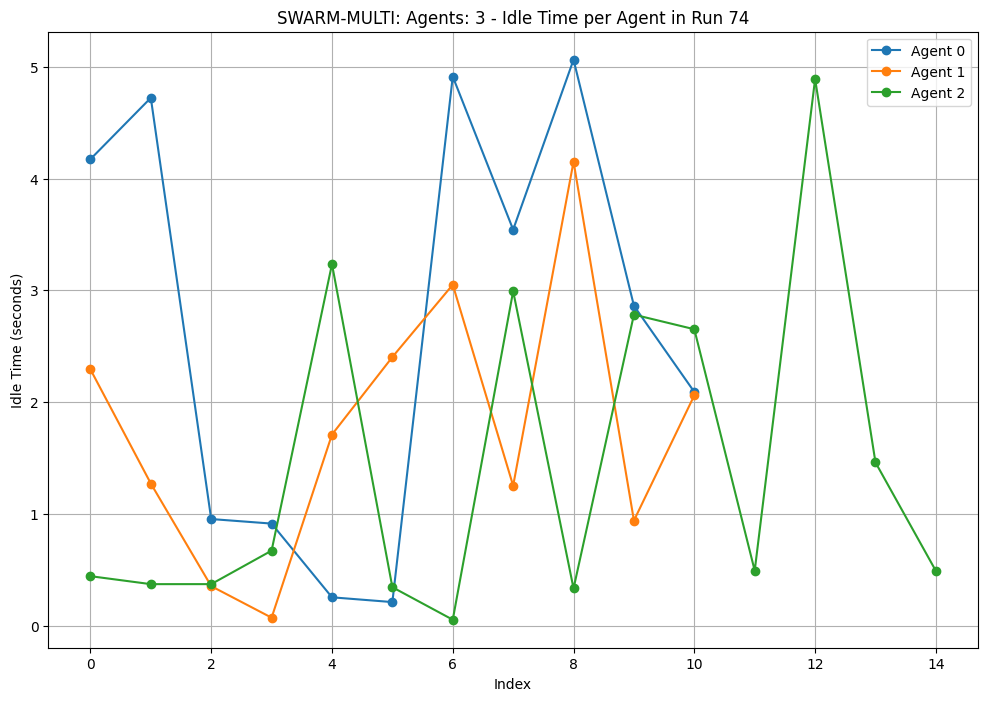 SWARM-MULTI: Agents: 3 - Idle Time per Agent in Run 74
Agent 0
Agent 1
Agent 2
Idle Time (seconds)
5
4
3
2
1
0
0 2 4 6 8 10 12 14
Index